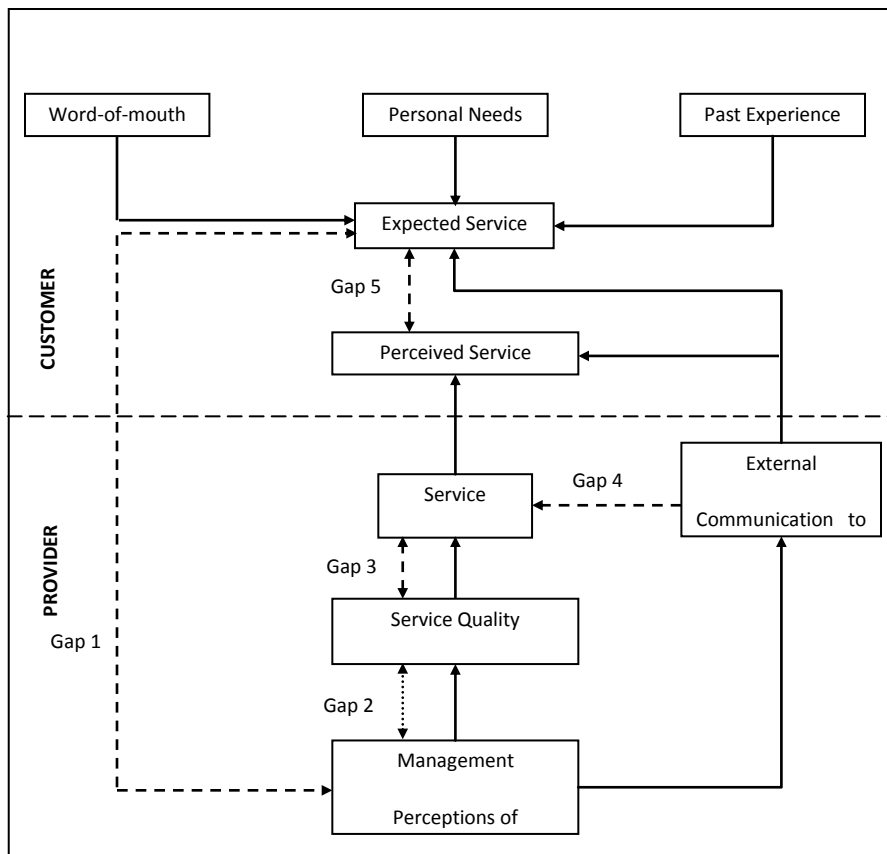 Word-of-mouth
Personal Needs
Past Experience
Expected Service
Gap 5
CUSTOMER
Perceived Service
External
Communication to
Service
Gap 4
Gap 3
PROVIDER
Service Quality
Gap 1
Gap 2
Management
Perceptions of